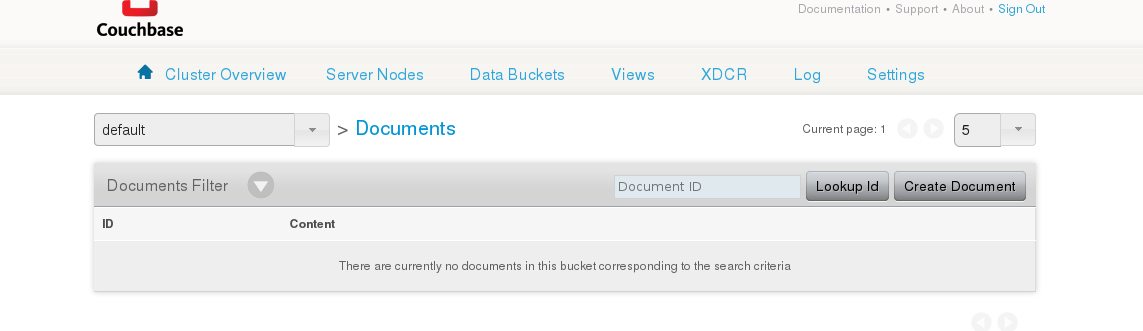 Couchbase
Documentation • Support • About • Sign Out
Cluster Overview Server Nodes Data Buckets Views XDCR Log Settings
default > Documents Current page: 1 5
Documents Filter Document ID Lookup Id Create Document
ID Content
There are currently no documents in this bucket corresponding to the search criteria